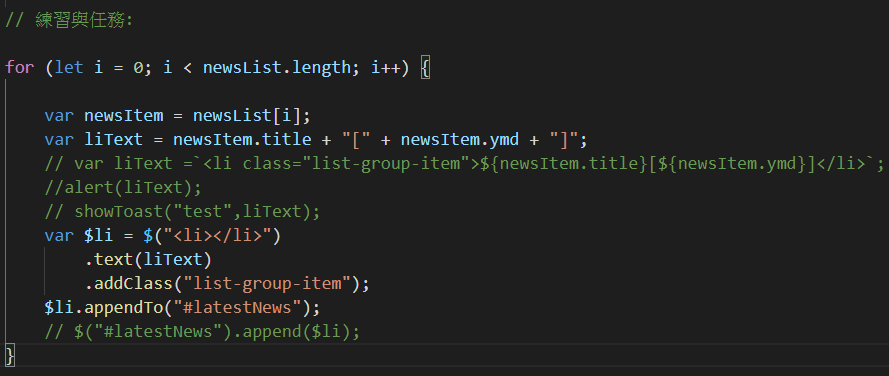 // 練習與任務:
for (let i = 0; i < newsList.length; i++) {
var newsItem = newsList[i];
var liText = newsItem.title + "[" + newsItem.ymd + "]";
// var liText =`<li class="list-group-item">${newsItem.title}[${newsItem.ymd}]</li>`;
//alert(liText);
// showToast("test",liText);
var $li = $("<li></li>")
.text(liText)
.addClass("list-group-item");
$li.appendTo("#latestNews");
// $("#latestNews").append($li);
}